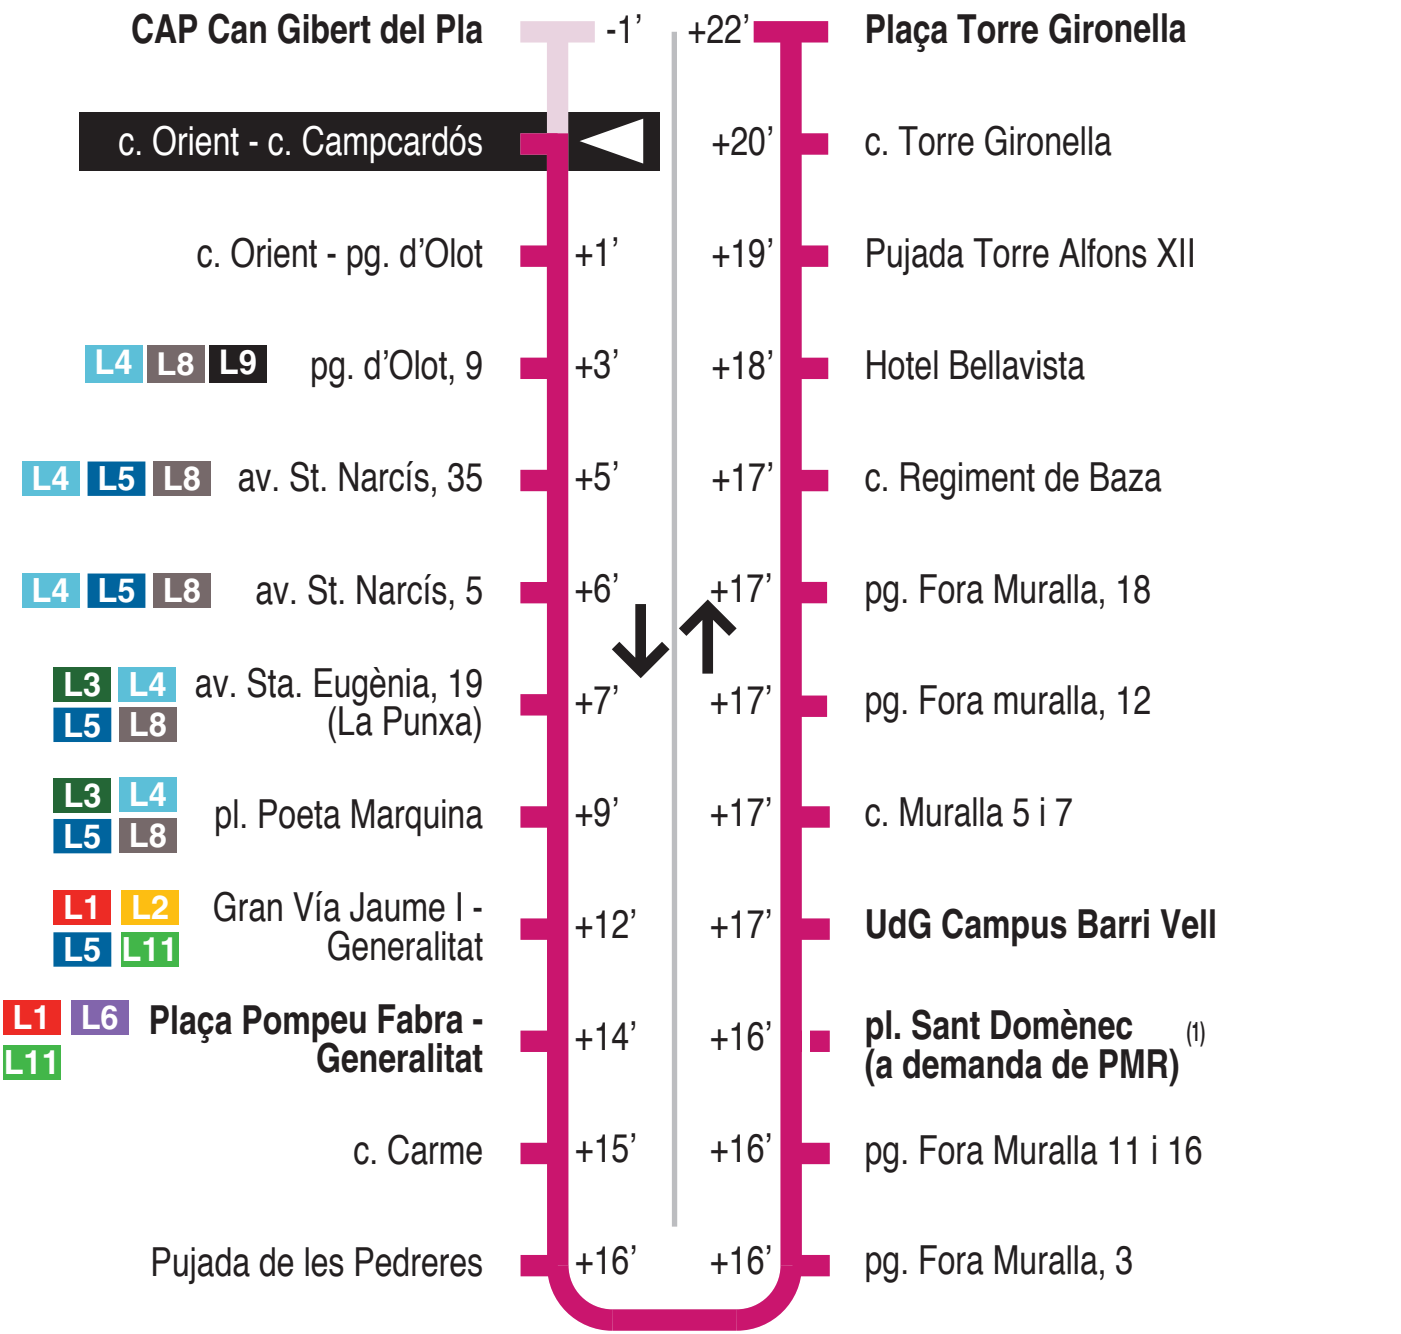 CAP Can Gibert del Pla -1’
c. Orient - c. Campcardós
c. Orient - pg. d’Olot +1’
L4 L8 L9 pg. d’Olot, 9 +3’
L4 L5 L8 av. St. Narcís, 35 +5’
L4 L5 L8 av. St. Narcís, 5 +6’
L3 L4 av. Sta. Eugènia, 19
L5 L8 (La Punxa) +7’
L3 L4
L5 L8 pl. Poeta Marquina +9’
L1 L2 Gran Vía Jaume I -
L5 L11 Generalitat +12’
L1 L6 Plaça Pompeu Fabra -
L11 Generalitat +14’
c. Carme +15’
Pujada de les Pedreres +16’
+22’ Plaça Torre Gironella
+20’ c. Torre Gironella
+19’ Pujada Torre Alfons XII
+18’ Hotel Bellavista
+17’ c. Regiment de Baza
+17’ pg. Fora Muralla, 18
+17’ pg. Fora muralla, 12
+17’ c. Muralla 5 i 7
+17’ UdG Campus Barri Vell
+16’ pl. Sant Domènec (1)
(a demanda de PMR)
+16’ pg. Fora Muralla 11 i 16
+16’ pg. Fora Muralla, 3